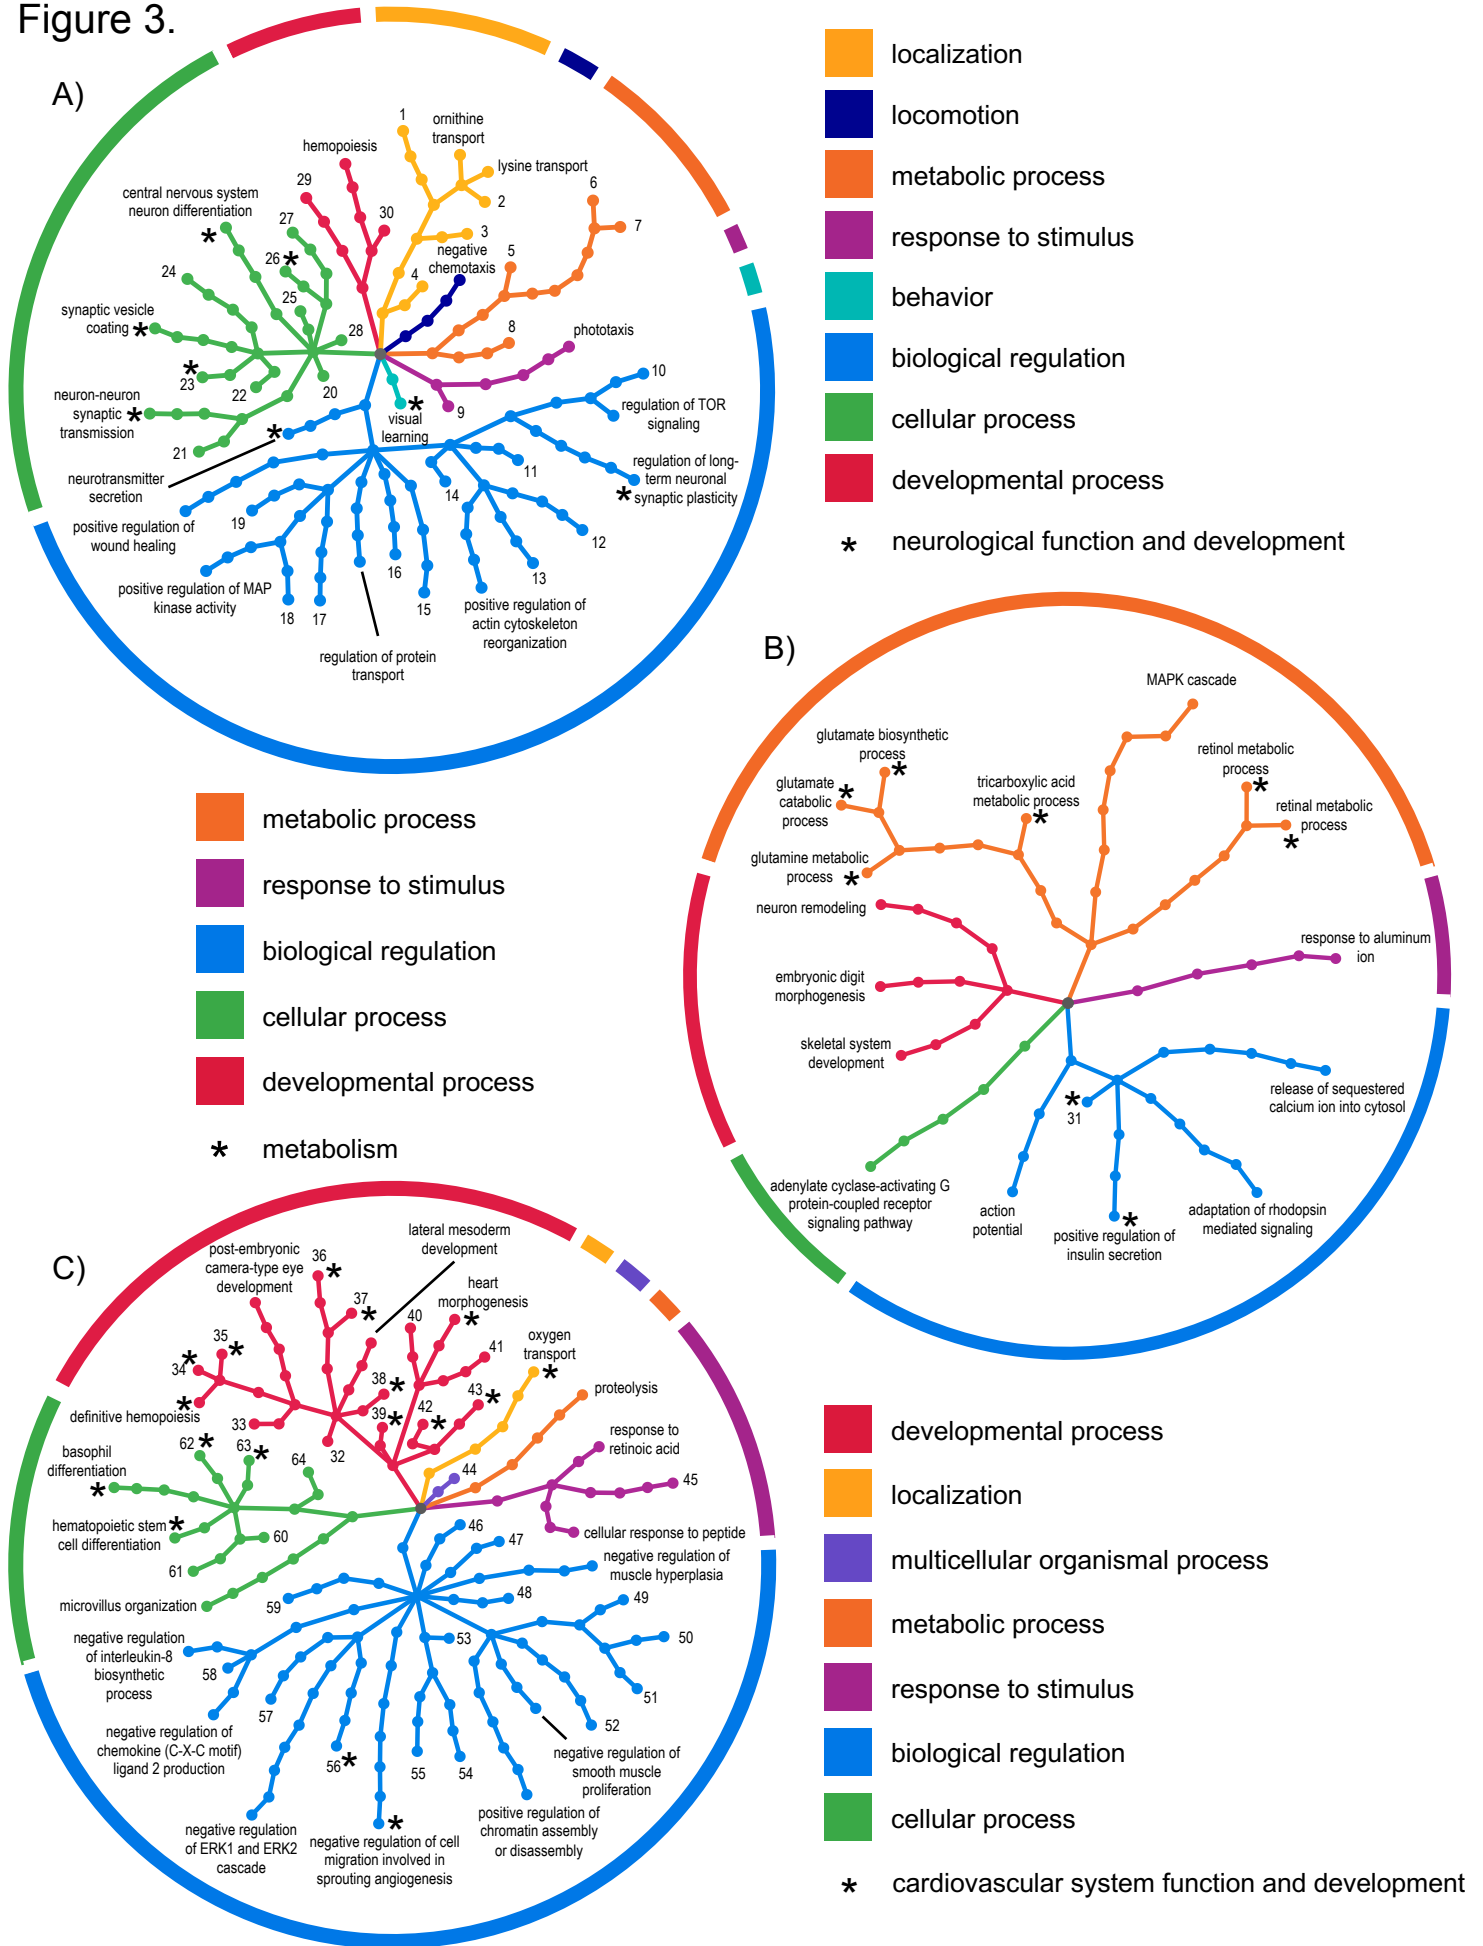 Figure 3.
A)
1
ornithine
transport
hemopoiesis
lysine transport
29
central nervous system
neuron differentiation
*
27
30
2
3
6
7
26
*
negative
chemotaxis
5
24
25
4
synaptic vesicle
coating
*
28
8
phototaxis
*
23
22
20
10
neuron-neuron
synaptic
transmission
*
*
visual
learning
9
regulation of TOR
signaling
21
*
neurotransmitter
secretion
11
regulation of long-
term neuronal
synaptic plasticity
*
14
positive regulation of
wound healing
19
12
16
13
positive regulation of MAP
kinase activity
18
17
15
positive regulation of
actin cytoskeleton
reorganization
regulation of protein
transport
localization
locomotion
metabolic process
response to stimulus
behavior
biological regulation
cellular process
developmental process
* neurological function and development
B)
MAPK cascade
glutamate biosynthetic
process
*
retinol metabolic
process
*
glutamate
catabolic
process
*
tricarboxylic acid
metabolic process
*
retinal metabolic
process
*
glutamine metabolic
process
*
neuron remodeling
response to aluminum
ion
embryonic digit
morphogenesis
skeletal system
development
*
31
release of sequestered
calcium ion into cytosol
adenylate cyclase-activating G
protein-coupled receptor
signaling pathway
action
potential
*
positive regulation of
insulin secretion
adaptation of rhodopsin
mediated signaling
metabolic process
response to stimulus
biological regulation
cellular process
developmental process
* metabolism
C)
lateral mesoderm
development
post-embryonic
camera-type eye
development
36
*
heart
morphogenesis
*
37
*
40
35
*
34
*
41
oxygen
transport
*
38
*
43
*
proteolysis
*
definitive hemopoiesis
33
39
*
42
*
response to
retinoic acid
62
*
63
*
64
32
basophil
differentiation
*
44
45
hematopoietic stem
cell differentiation
*
60
46
47
cellular response to peptide
61
negative regulation of
muscle hyperplasia
microvillus organization
59
48
49
negative regulation
of interleukin-8
biosynthetic
process
58
53
50
57
51
52
negative regulation of
chemokine (C-X-C motif)
ligand 2 production
56
*
55
54
negative regulation of
smooth muscle
proliferation
negative regulation
of ERK1 and ERK2
cascade
*
negative regulation of cell
migration involved in
sprouting angiogenesis
positive regulation of
chromatin assembly
or disassembly
developmental process
localization
multicellular organismal process
metabolic process
response to stimulus
biological regulation
cellular process
* cardiovascular system function and development